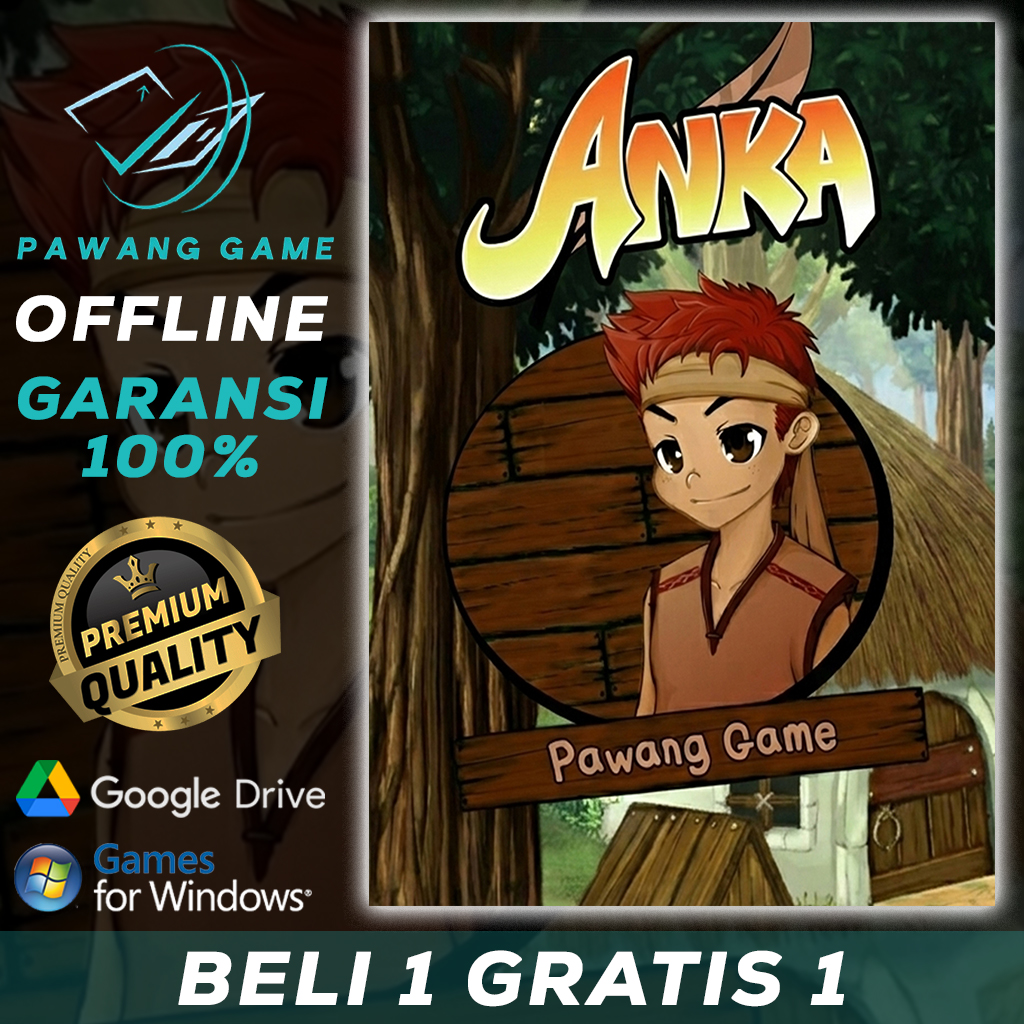 PAWANG GAME
OFFLINE
GARANSI
100%
PREMIUM QUALITY
PREMIUM
QUALITY
Google Drive
Games
for Windows®
ANKA
Pawang Game
BELI 1 GRATIS 1